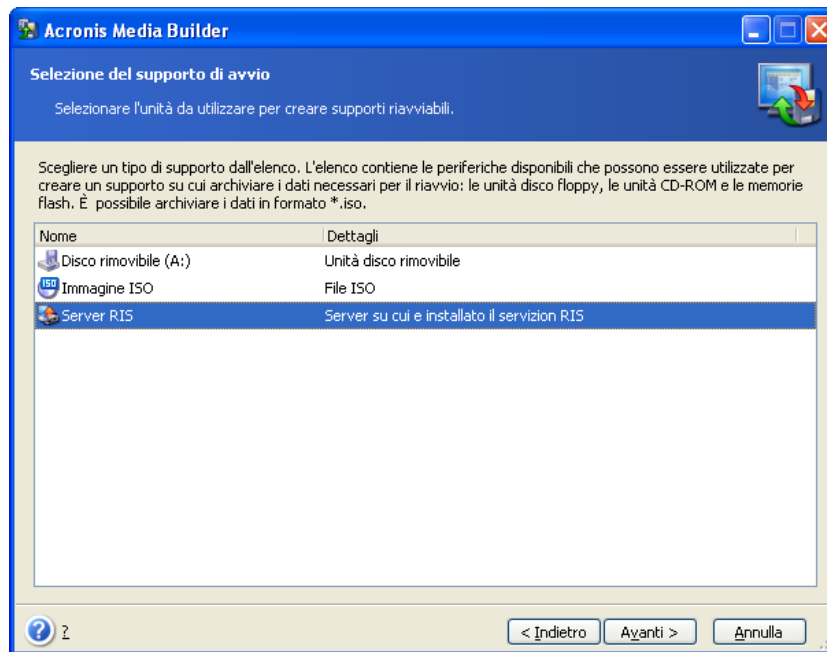 Acronis Media Builder
Selezione del supporto di avvio
Selezionare l'unità da utilizzare per creare supporti riavviabili.
Scegliere un tipo di supporto dall'elenco. L'elenco contiene le periferiche disponibili che possono essere utilizzate per
creare un supporto su cui archiviare i dati necessari per il riavvio: le unità disco floppy, le unità CD-ROM e le memorie
flash. È possibile archiviare i dati in formato *.iso.
Nome Dettagli
Disco rimovibile (A:) Unità disco rimovibile
ISO Immagine ISO File ISO
Server RIS Server su cui e installato il servizion RIS
? ? < Indietro Avanti > Annulla